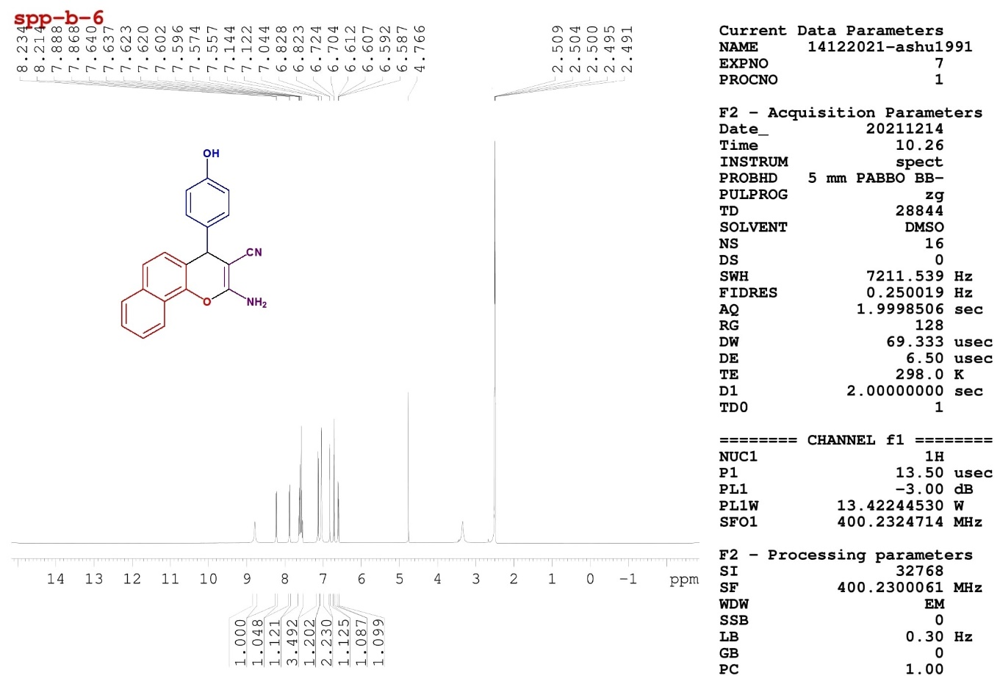 spp-b-6
8.234
8.214
7.888
7.868
7.640
7.637
7.623
7.620
7.602
7.596
7.574
7.557
7.144
7.122
7.044
6.828
6.823
6.724
6.704
6.612
6.607
6.592
6.587
4.766
2.509
2.504
2.500
2.495
2.491
OH
CN
O
NH2
14 13 12 11 10 9 8 7 6 5 4 3 2 1 0 -1 ppm
1.000
1.048
1.121
3.492
1.202
2.230
1.125
1.087
1.099
Current Data Parameters
NAME 14122021-ashu1991
EXPNO 7
PROCNO 1
F2 - Acquisition Parameters
Date_ 20211214
Time 10.26
INSTRUM spect
PROBHD 5 mm PABBO BB-
PULPROG zg
TD 28844
SOLVENT DMSO
NS 16
DS 0
SWH 7211.539 Hz
FIDRES 0.250019 Hz
AQ 1.9998506 sec
RG 128
DW 69.333 usec
DE 6.50 usec
TE 298.0 K
D1 2.00000000 sec
TD0 1
======== CHANNEL f1 ========
NUC1 1H
P1 13.50 usec
PL1 -3.00 dB
PL1W 13.42244530 W
SFO1 400.2324714 MHz
F2 - Processing parameters
SI 32768
SF 400.2300061 MHz
WDW EM
SSB 0
LB 0.30 Hz
GB 0
PC 1.00